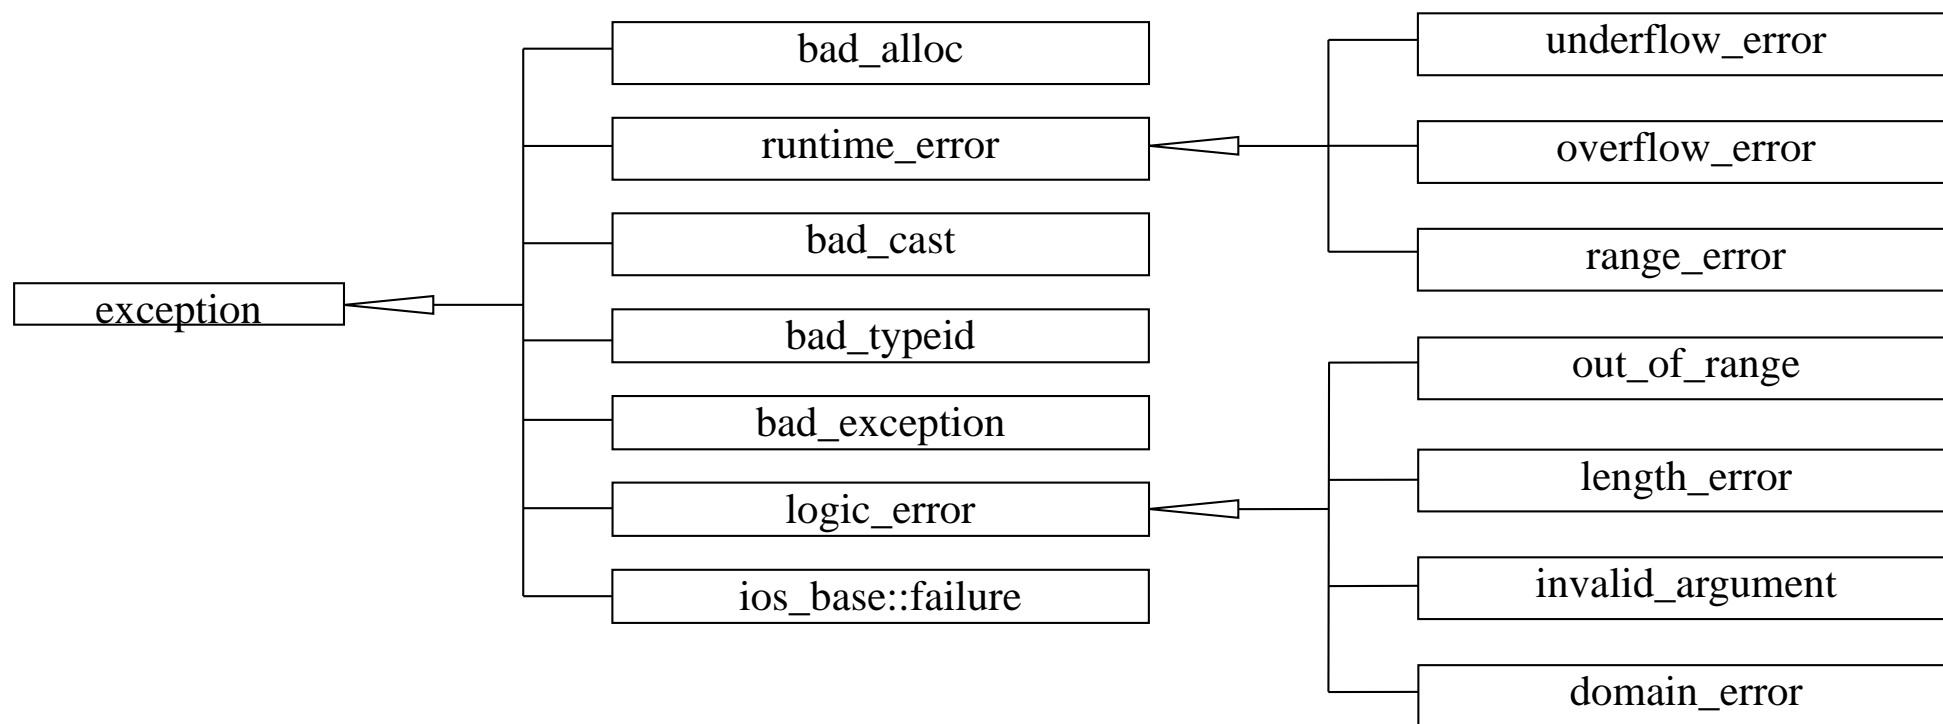 exception
bad_alloc
runtime_error
bad_cast
bad_typeid
bad_exception
logic_error
ios_base::failure
underflow_error
overflow_error
range_error
out_of_range
length_error
invalid_argument
domain_error